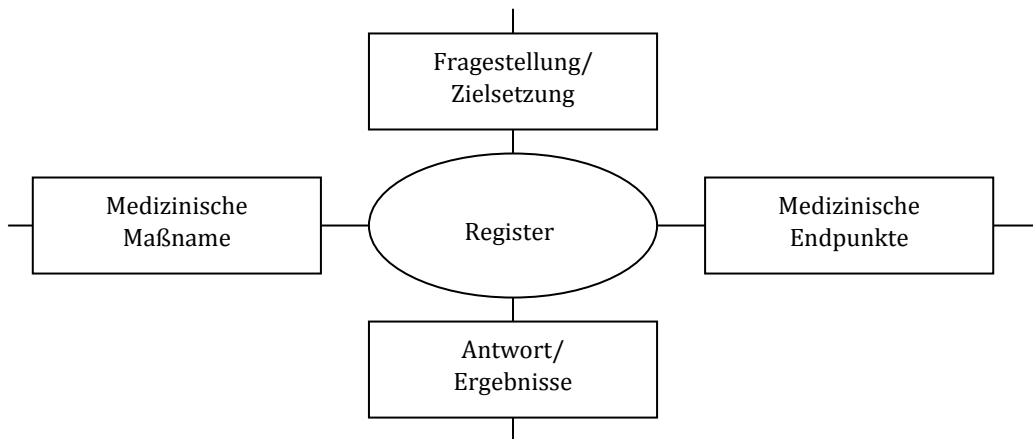 Fragestellung/
Zielsetzung
Medizinische
Maßname
Register
Medizinische
Endpunkte
Antwort/
Ergebnisse